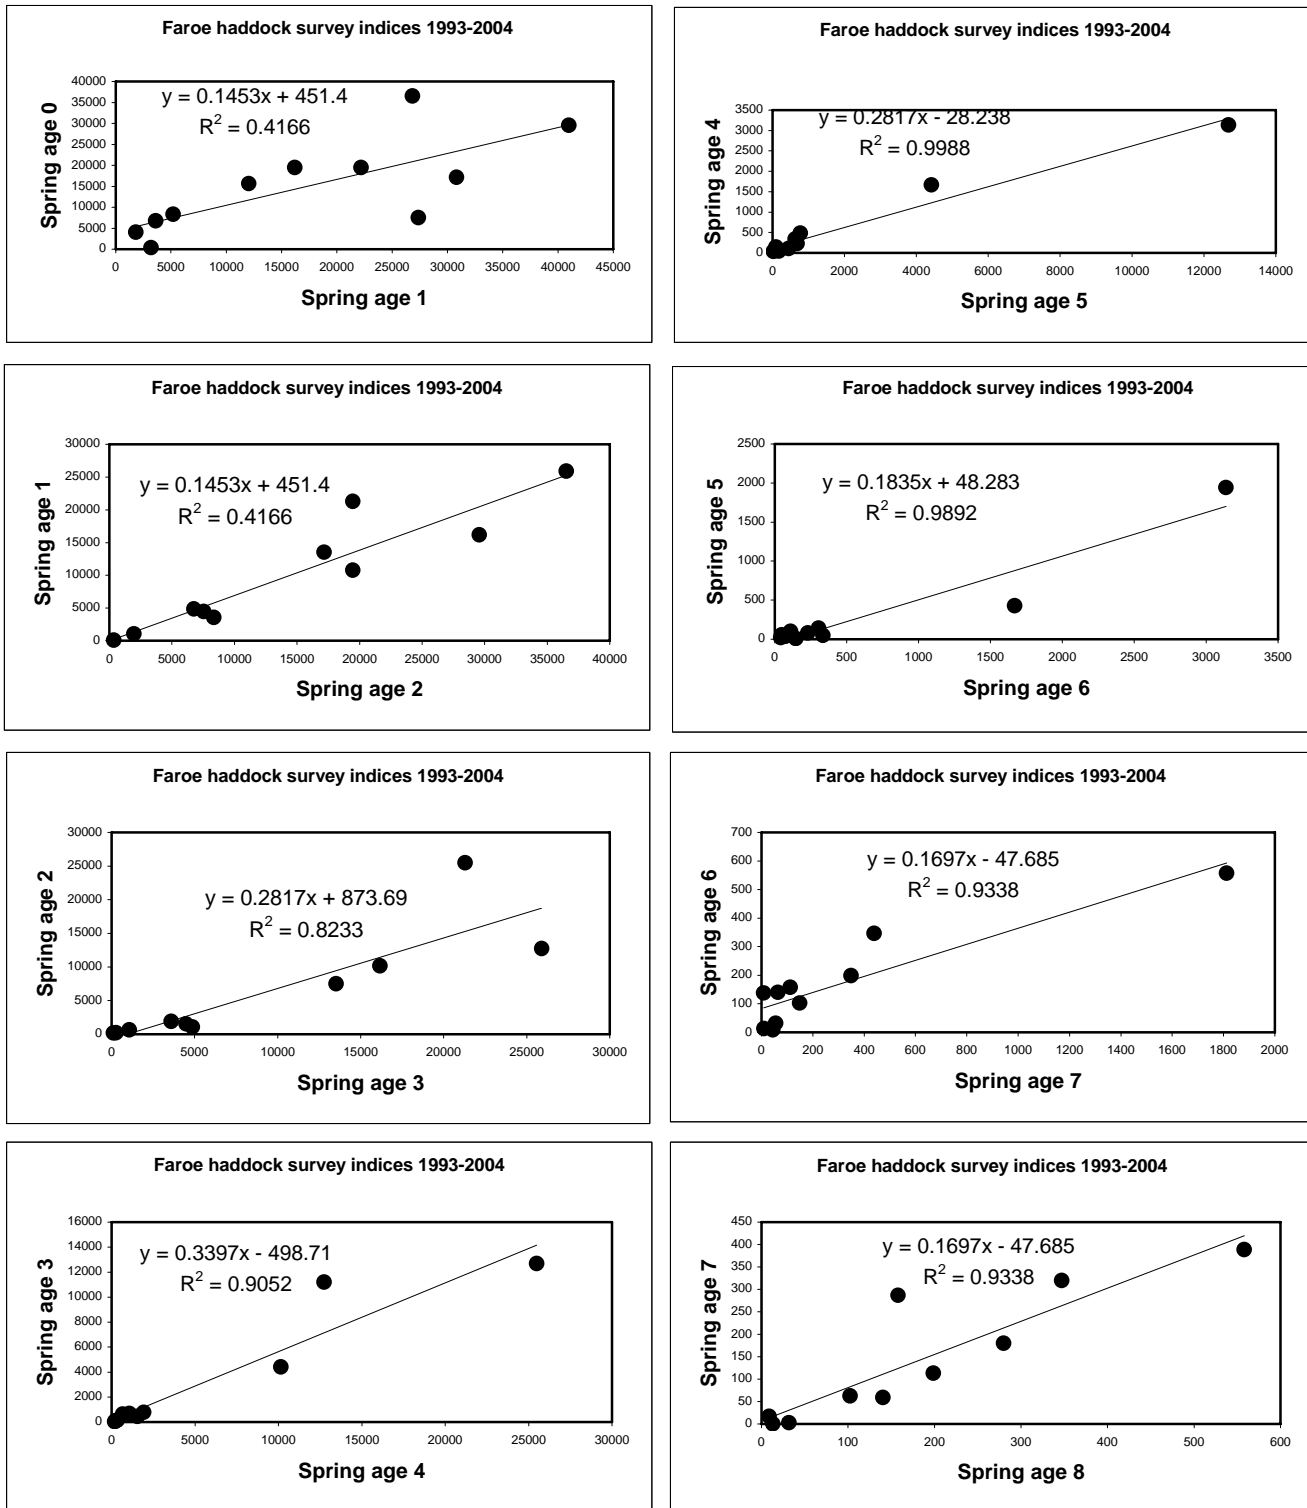 Faroe haddock survey indices 1993-2004
Spring age 0
40000
35000
30000
25000
20000
15000
10000
5000
0
y = 0.1453x + 451.4
R² = 0.4166
0 5000 10000 15000 20000 25000 30000 35000 40000 45000
Spring age 1
Faroe haddock survey indices 1993-2004
Spring age 4
3500
3000
2500
2000
1500
1000
500
0
y = 0.2817x - 28.238
R² = 0.9988
0 2000 4000 6000 8000 10000 12000 14000
Spring age 5
Faroe haddock survey indices 1993-2004
Spring age 1
30000
25000
20000
15000
10000
5000
0
y = 0.1453x + 451.4
R² = 0.4166
0 5000 10000 15000 20000 25000 30000 35000 40000
Spring age 2
Faroe haddock survey indices 1993-2004
Spring age 5
2500
2000
1500
1000
500
0
y = 0.1835x + 48.283
R² = 0.9892
0 500 1000 1500 2000 2500 3000 3500
Spring age 6
Faroe haddock survey indices 1993-2004
Spring age 2
30000
25000
20000
15000
10000
5000
0
y = 0.2817x + 873.69
R² = 0.8233
0 5000 10000 15000 20000 25000 30000
Spring age 3
Faroe haddock survey indices 1993-2004
Spring age 6
700
600
500
400
300
200
100
0
y = 0.1697x - 47.685
R² = 0.9338
0 200 400 600 800 1000 1200 1400 1600 1800 2000
Spring age 7
Faroe haddock survey indices 1993-2004
Spring age 3
16000
14000
12000
10000
8000
6000
4000
2000
0
y = 0.3397x - 498.71
R² = 0.9052
0 5000 10000 15000 20000 25000 30000
Spring age 4
Faroe haddock survey indices 1993-2004
Spring age 7
450
400
350
300
250
200
150
100
50
0
y = 0.1697x - 47.685
R² = 0.9338
0 100 200 300 400 500 600
Spring age 8